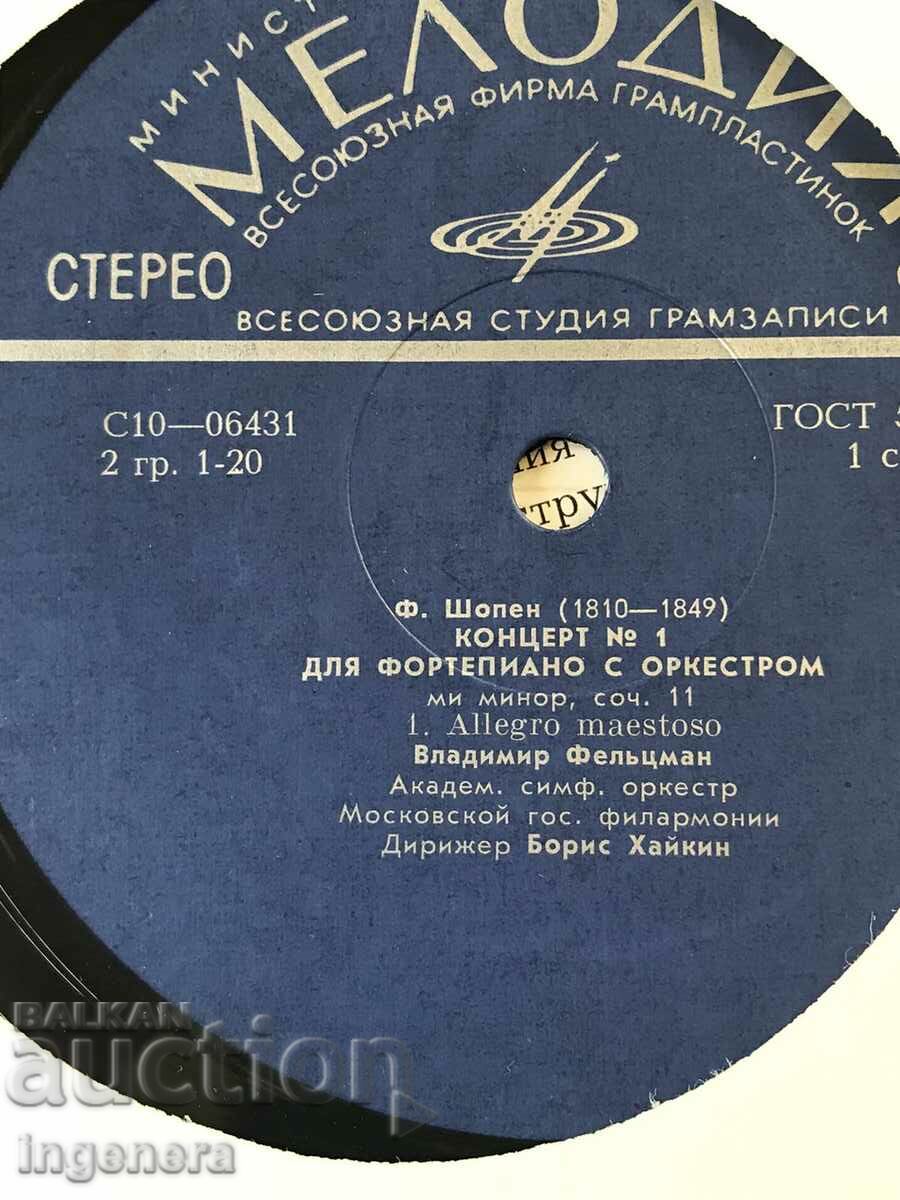 МЕЛОДИЯ
ВСЕСОЮЗНАЯ ФИРМА ГРАМПЛАСТИНОК
СТЕРЕО
ВСЕСОЮЗНАЯ СТУДИЯ ГРАМЗАПИСИ
С10—06431
ГОСТ 5
2 гр. 1-20
1 с
Ф. Шопен (1810—1849)
КОНЦЕРТ № 1
ДЛЯ ФОРТЕПИАНО С ОРКЕСТРОМ
ми минор, соч. 11
1. Allegro maestoso
Владимир Фельцман
Академ. симф. оркестр
Московской гос. филармонии
Дирижер Борис Хайкин
BALKAN
auction
ingenera